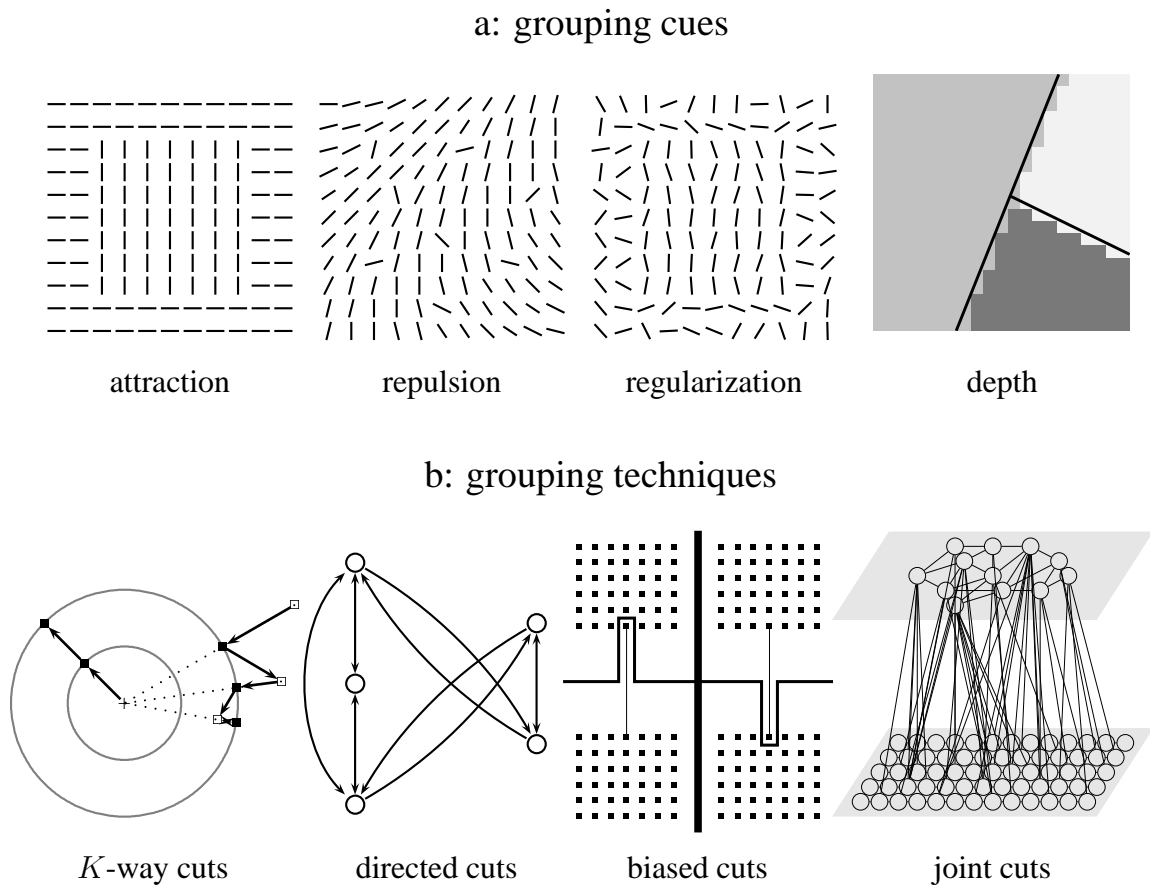 a: grouping cues
attraction repulsion regularization depth
b: grouping techniques
K-way cuts directed cuts biased cuts joint cuts